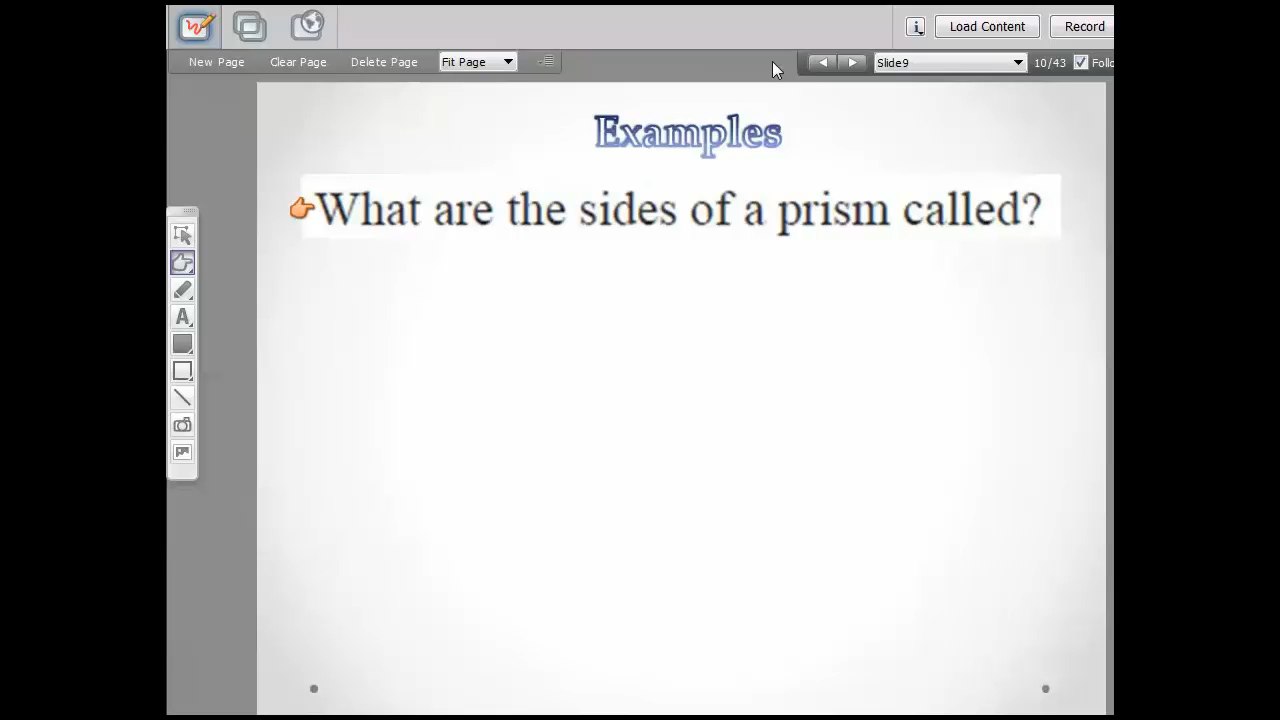 Load Content
Record
New Page
Clear Page
Delete Page
Fit Page
Slide9
10/43
Follo
Examples
What are the sides of a prism called?